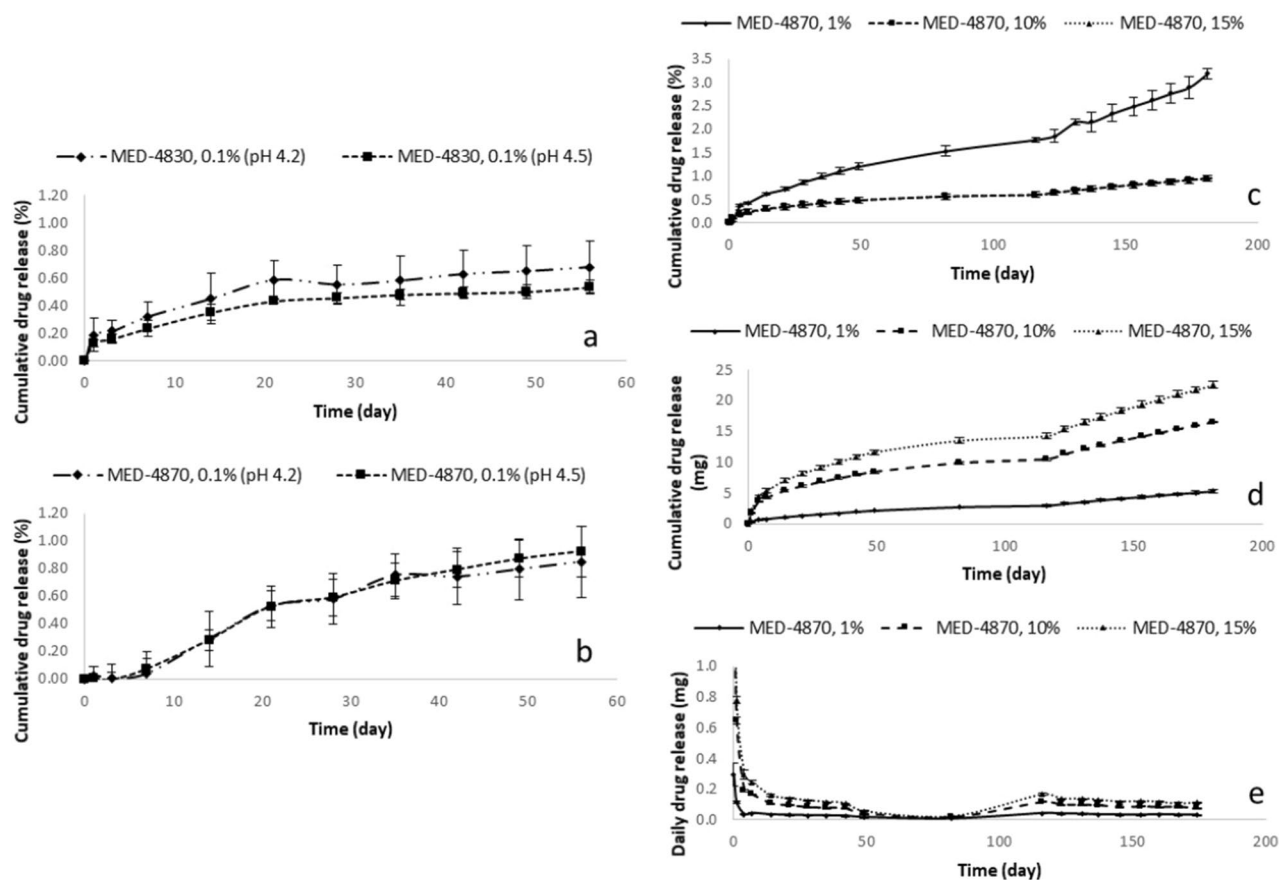 MED-4830, 0.1% (pH 4.2) MED-4830, 0.1% (pH 4.5)
Cumulative drug release (%)
1.20
1.00
0.80
0.60
0.40
0.20
0.00
0 10 20 30 40 50 60
Time (day)
a
MED-4870, 0.1% (pH 4.2) MED-4870, 0.1% (pH 4.5)
Cumulative drug release (%)
1.20
1.00
0.80
0.60
0.40
0.20
0.00
0 10 20 30 40 50 60
Time (day)
b
MED-4870, 1% MED-4870, 10% MED-4870, 15%
Cumulative drug release (%)
3.5
3.0
2.5
2.0
1.5
1.0
0.5
0.0
0 50 100 150 200
Time (day)
c
MED-4870, 1% MED-4870, 10% MED-4870, 15%
Cumulative drug release
(mg)
25
20
15
10
5
0
0 50 100 150 200
Time (day)
d
MED-4870, 1% MED-4870, 10% MED-4870, 15%
Daily drug release (mg)
1.0
0.8
0.6
0.4
0.2
0.0
0 50 100 150 200
Time (day)
e